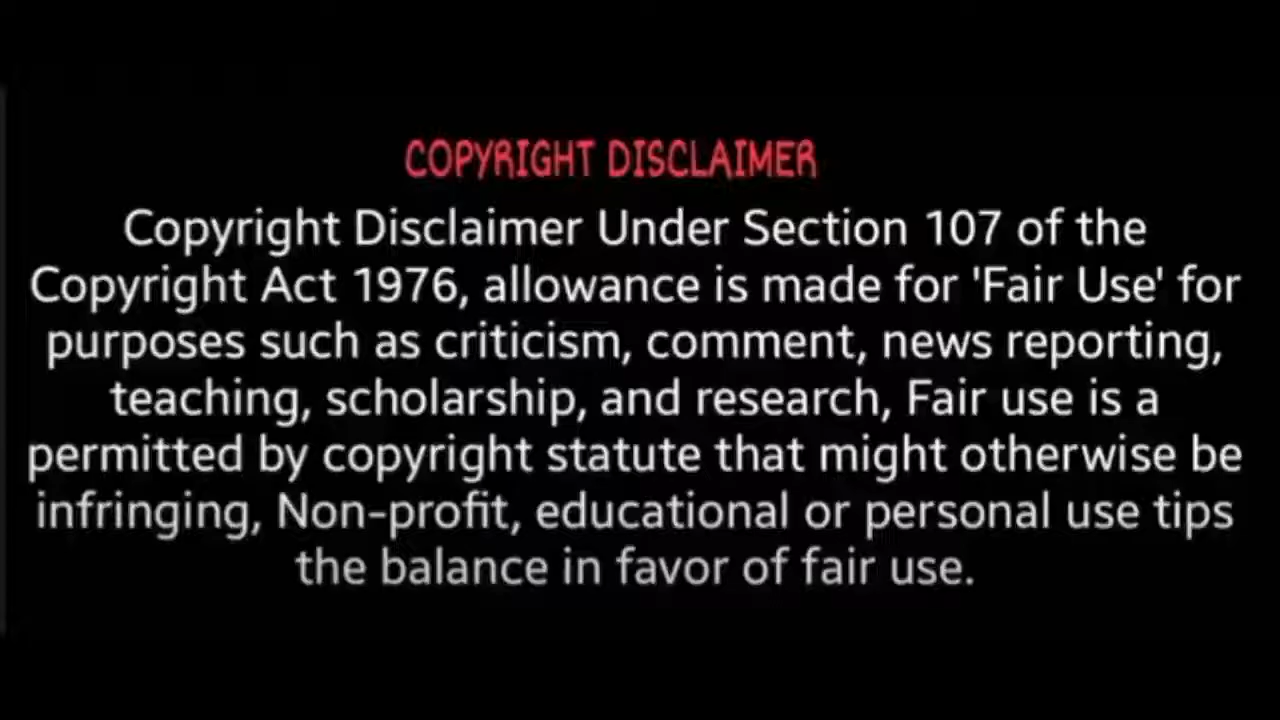 COPYRIGHT DISCLAIMER
Copyright Disclaimer Under Section 107 of the
Copyright Act 1976, allowance is made for 'Fair Use' for
purposes such as criticism, comment, news reporting,
teaching, scholarship, and research, Fair use is a
permitted by copyright statute that might otherwise be
infringing, Non-profit, educational or personal use tips
the balance in favor of fair use.